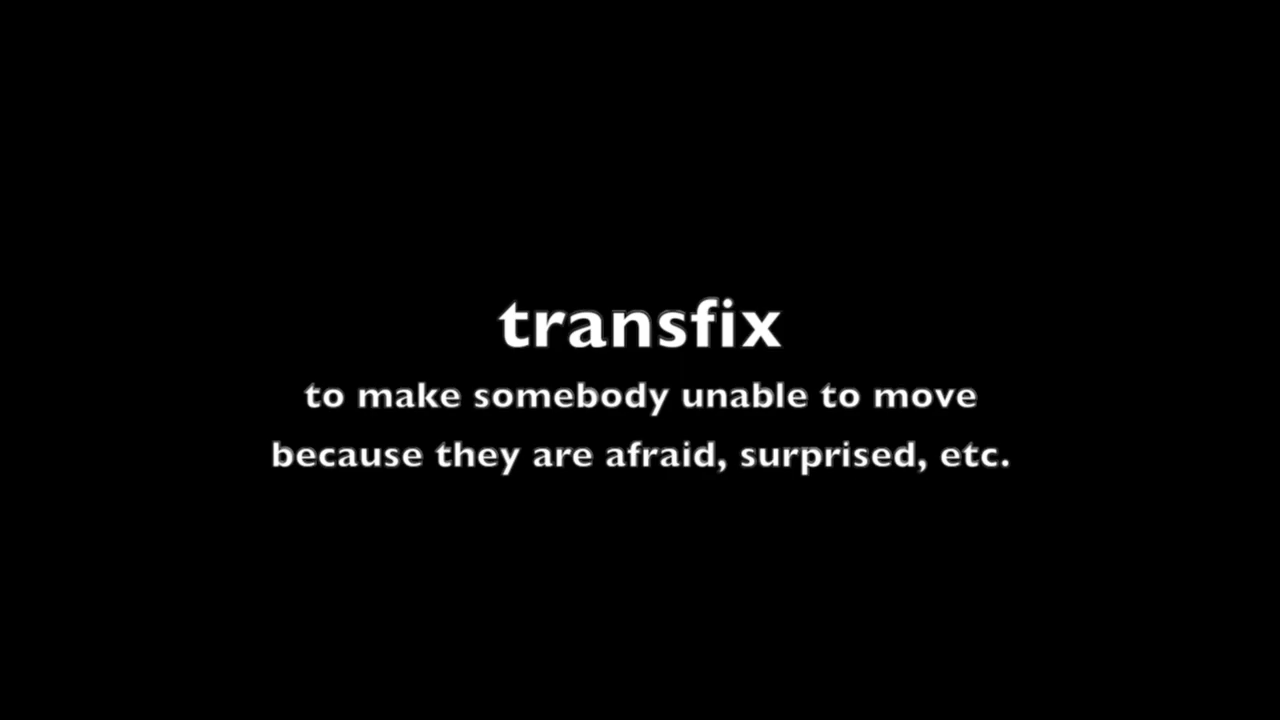 transfix
to make somebody unable to move
because they are afraid, surprised, etc.